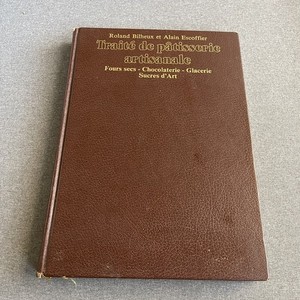 Roland Bilheux et Alain Escoffier
Traité de pâtisserie
artisanale
Fours secs - Chocolaterie - Glacerie
Sucres d'Art